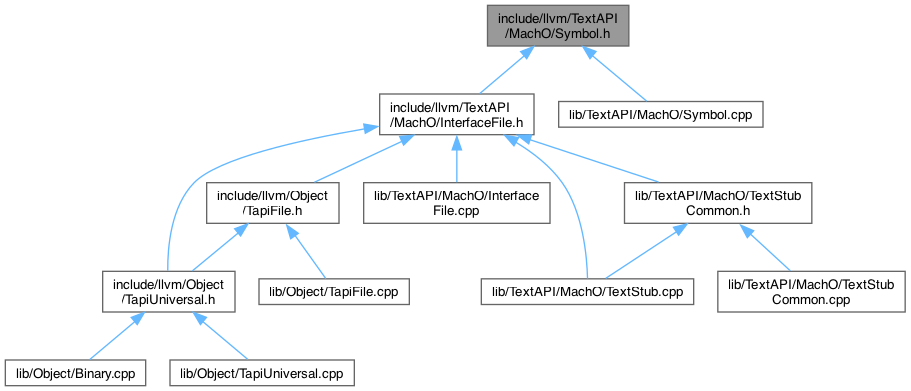 include/llvm/TextAPI
/MachO/Symbol.h
include/llvm/TextAPI
/MachO/InterfaceFile.h
lib/TextAPI/MachO/Symbol.cpp
include/llvm/Object
/TapiFile.h
lib/TextAPI/MachO/Interface
File.cpp
lib/TextAPI/MachO/TextStub
Common.h
include/llvm/Object
/TapiUniversal.h
lib/Object/TapiFile.cpp
lib/TextAPI/MachO/TextStub.cpp
lib/TextAPI/MachO/TextStub
Common.cpp
lib/Object/Binary.cpp
lib/Object/TapiUniversal.cpp